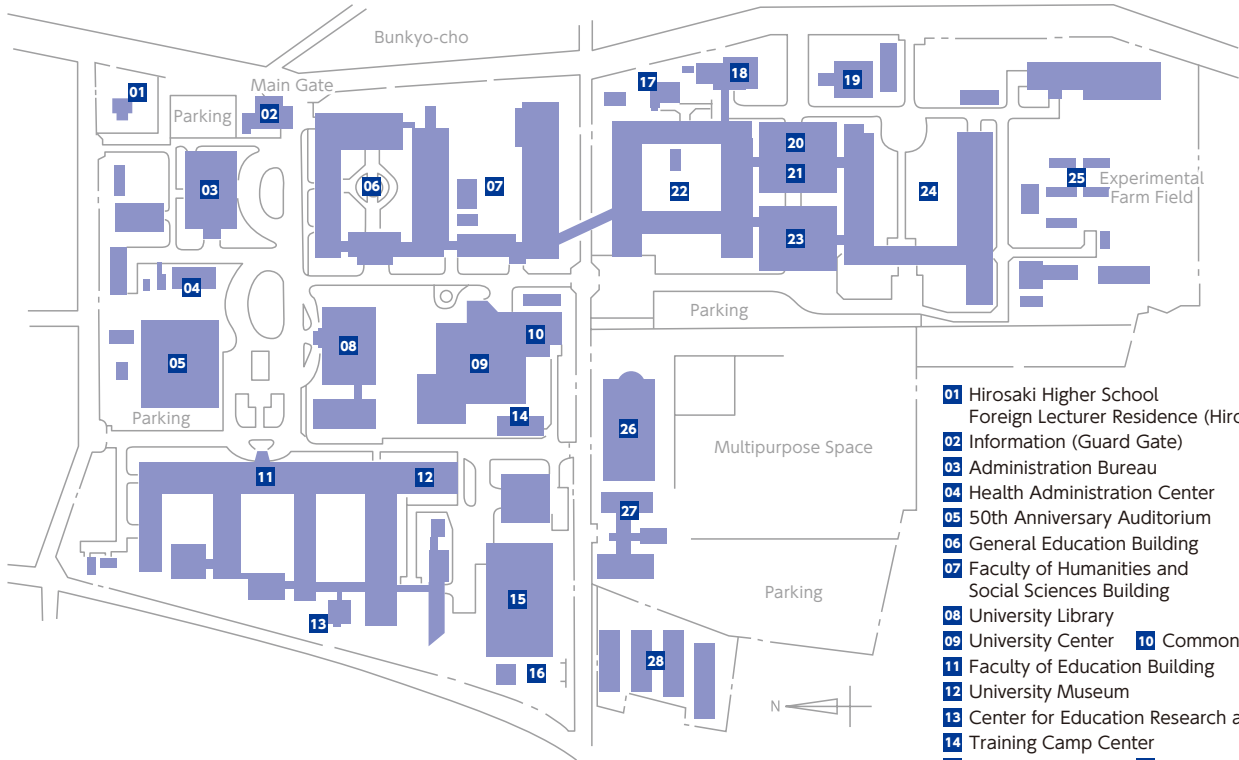 Bunkyo-cho
Main Gate
01
02
Parking
17
18
19
20
21
22
23
24
25
Experimental
Farm Field
03
06
07
04
Parking
05
08
09
10
14
Parking
26
Multipurpose Space
11
12
27
13
15
16
Parking
28
N
01 Hirosaki Higher School
Foreign Lecturer Residence
02 Information (Guard Gate)
03 Administration Bureau
04 Health Administration Center
05 50th Anniversary Auditorium
06 General Education Building
07 Faculty of Humanities and
Social Sciences Building
08 University Library
09 University Center 10 Common
11 Faculty of Education Building
12 University Museum
13 Center for Education Research
14 Training Camp Center